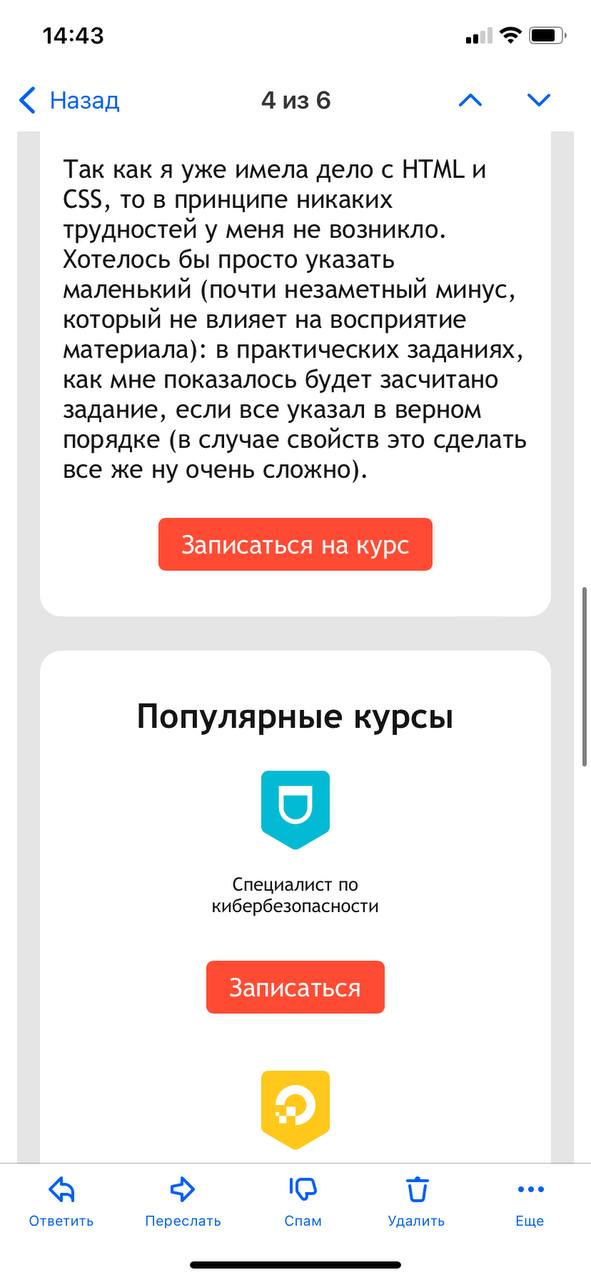 14:43
Назад
4 из 6
Так как я уже имела дело с HTML и
CSS, то в принципе никаких
трудностей у меня не возникло.
Хотелось бы просто указать
маленький (почти незаметный минус,
который не влияет на восприятие
материала): в практических заданиях,
как мне показалось будет засчитано
задание, если все указал в верном
порядке (в случае свойств это сделать
все же ну очень сложно).
Записаться на курс
Популярные курсы
Специалист по
кибербезопасности
Записаться
Ответить
Переслать
Спам
Удалить
Еще